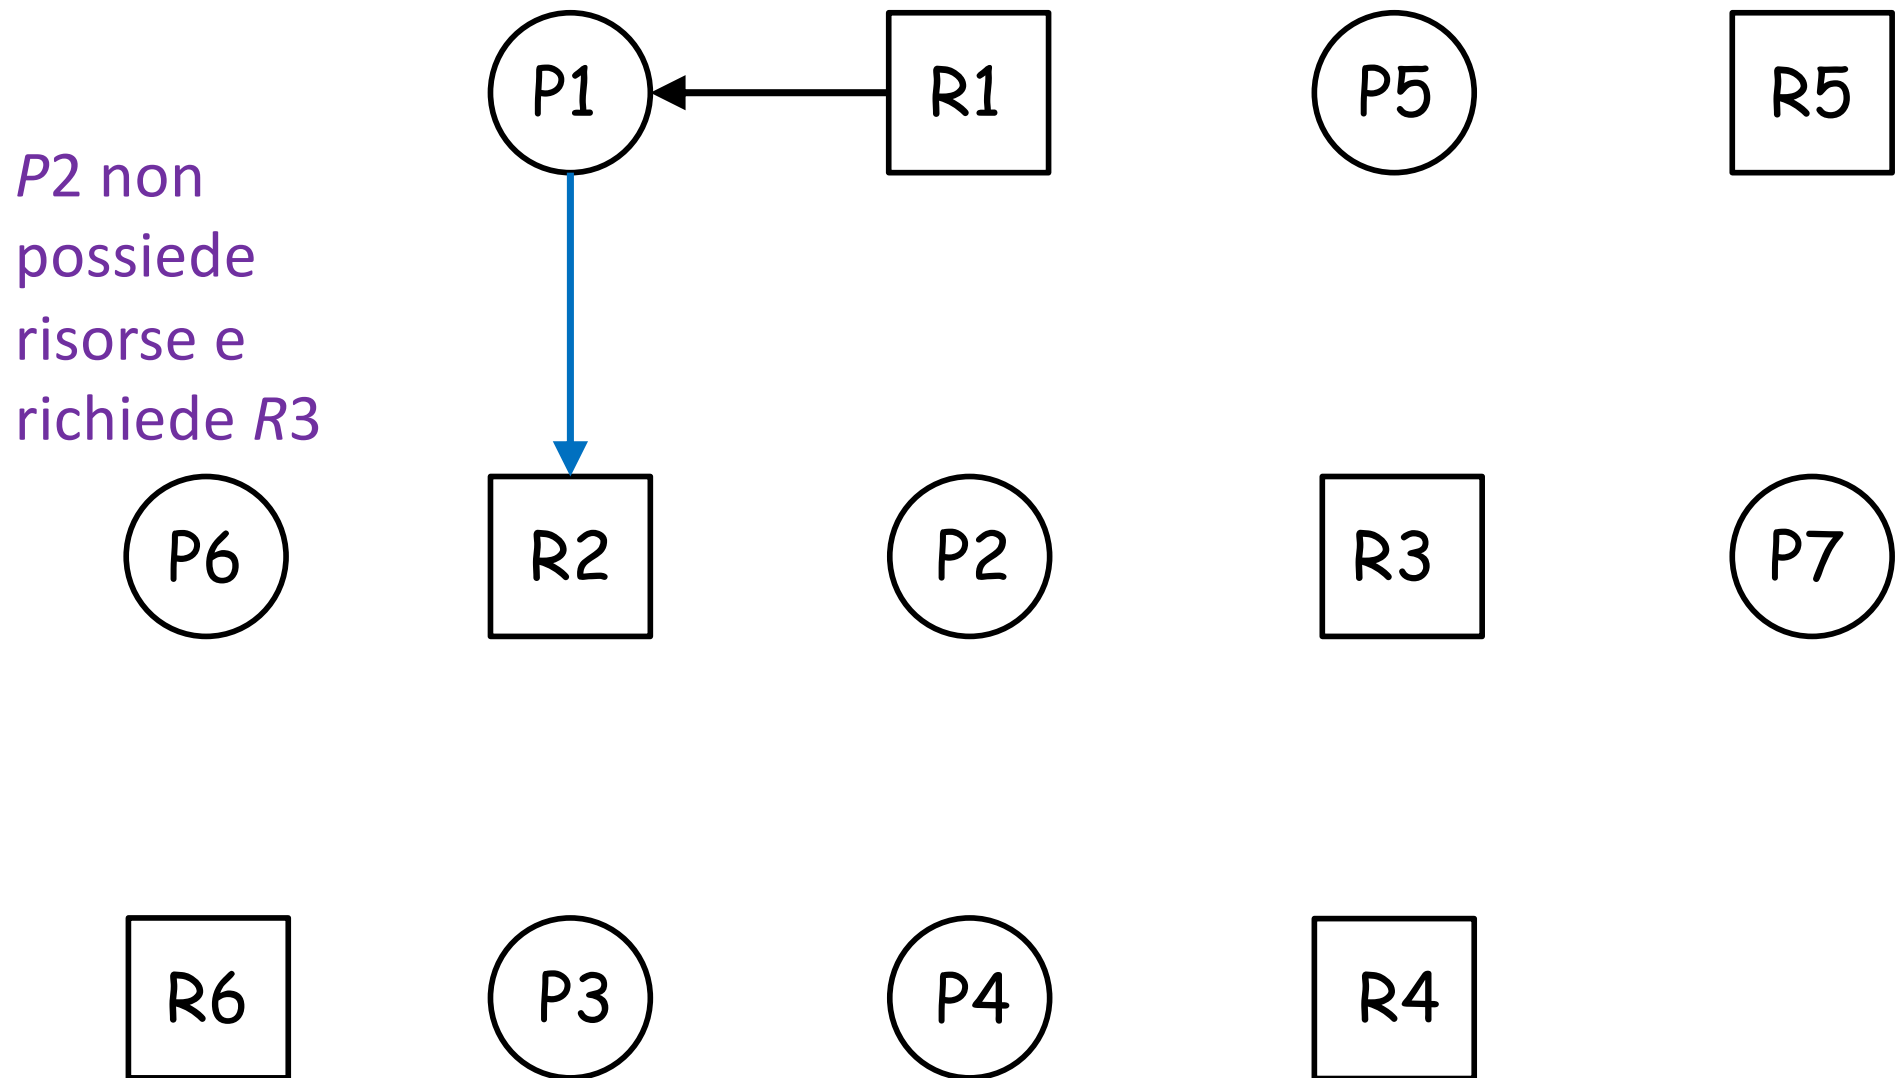 P1 R1 P5 R5
P2 non
possiede
risorse e
richiede R3
P6 R2 P2 R3 P7
R6 P3 P4 R4